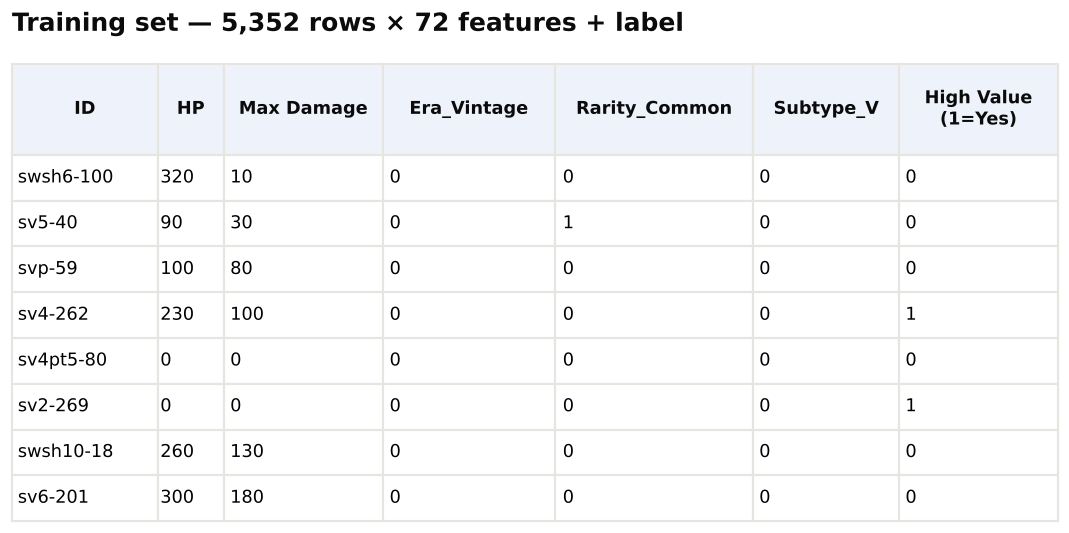 Training set — 5,352 rows × 72 features + label
ID HP Max Damage Era_Vintage Rarity_Common Subtype_V High Value (1=Yes)
swsh6-100 320 10 0 0 0 0
sv5-40 90 30 0 1 0 0
svp-59 100 80 0 0 0 0
sv4-262 230 100 0 0 0 1
sv4pt5-80 0 0 0 0 0 0
sv2-269 0 0 0 0 0 1
swsh10-18 260 130 0 0 0 0
sv6-201 300 180 0 0 0 0